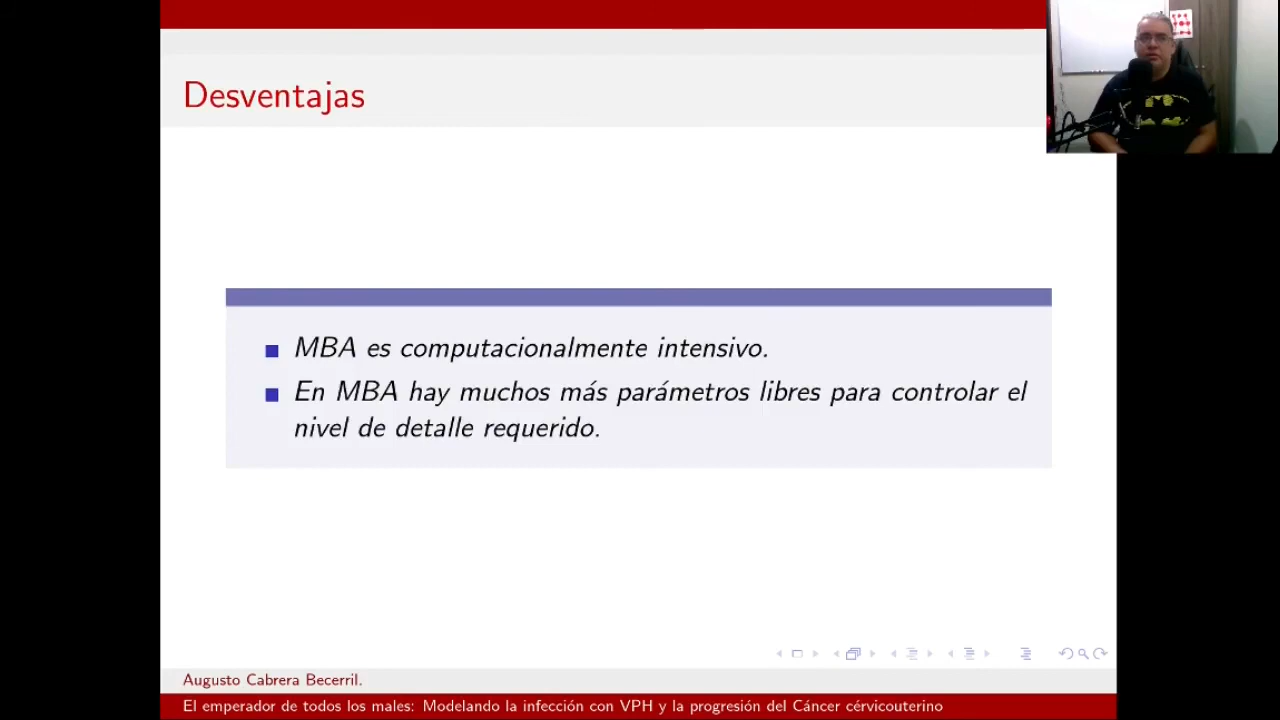 Desventajas
MBA es computacionalmente intensivo.
En MBA hay muchos más parámetros libres para controlar el
nivel de detalle requerido.
Augusto Cabrera Becerril.
El emperador de todos los males: Modelando la infección con VPH y la progresión del Cáncer cérvicouterino